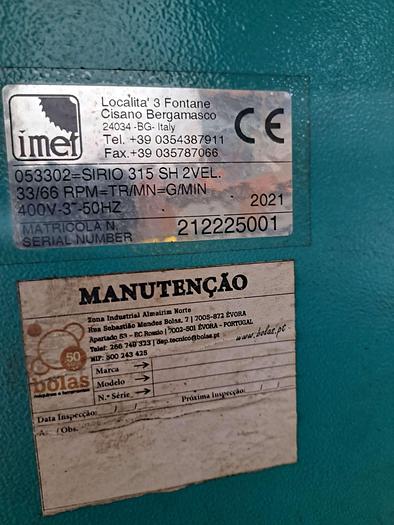 imet
Localita' 3 Fontane
Cisano Bergamasco
24034 -BG- Italy
Tel. +39 0354387911
Fax.+39 035787066
CE
053302=SIRIO 315 SH 2VEL.
33/66 RPM=TR/MN=G/MIN
400V-3~-50HZ
2021
MATRICOLA N.
SERIAL NUMBER
212225001
MANUTENÇÃO
Zona Industrial Almeirim Norte
Rua Sebastião Mendes Bolas, 7 | 7005-872 ÉVORA
Apartado 53 - EC Rossio | 7002-501 ÉVORA - PORTUGAL
Telef: 266 749 323 | dep.tecnico@bolas.pt
www.bolas.pt
NIF: 500 243 425
50
bolas
máquinas e ferramentas
Marca
Modelo
N.º Série
Data Inspecção: / /
Próxima Inspecção: / /
/Obs.